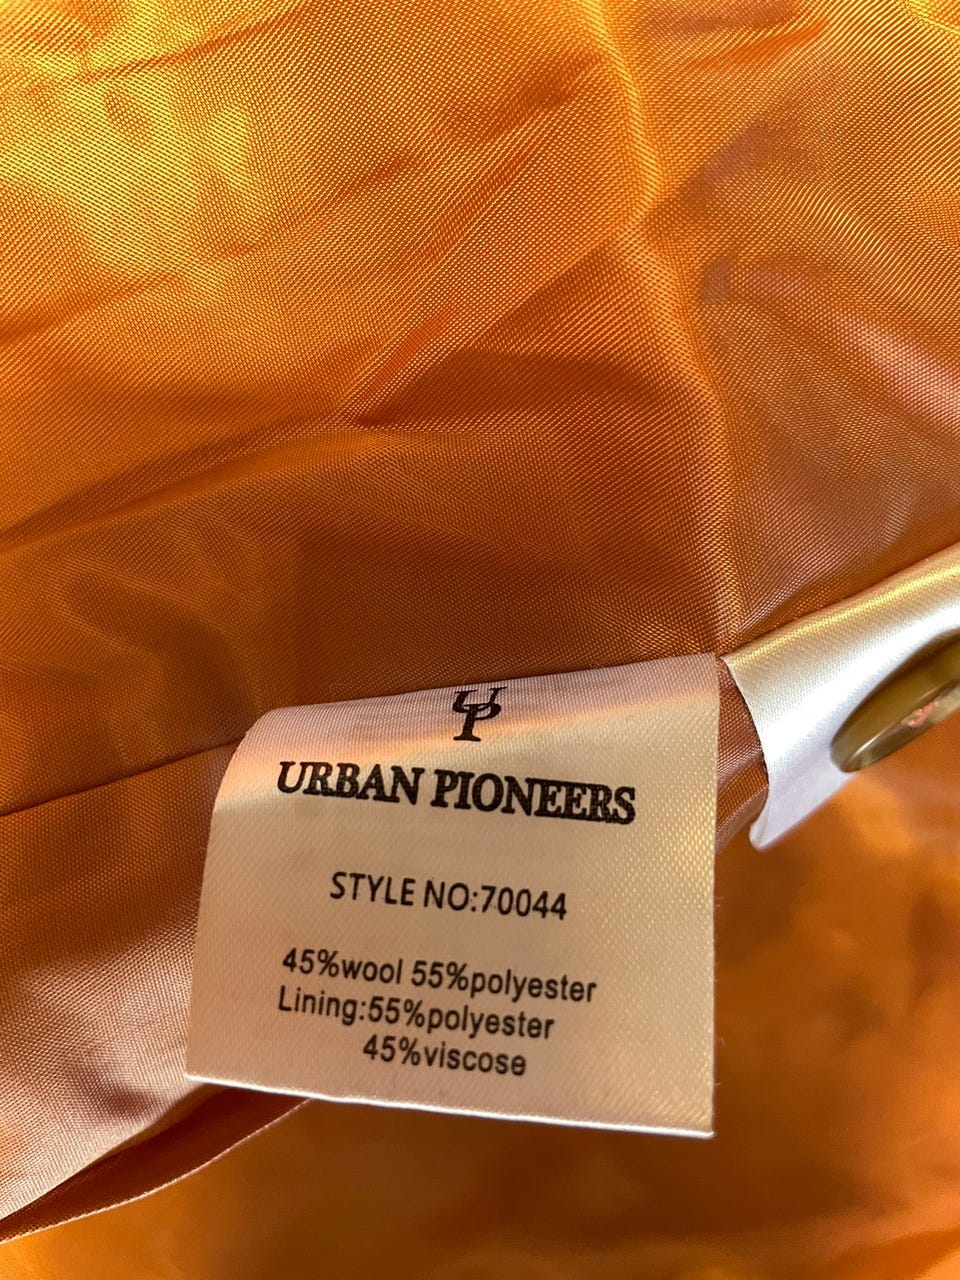 UP
URBAN PIONEERS
STYLE NO:70044
45%wool 55%polyester
Lining:55%polyester
45%viscose